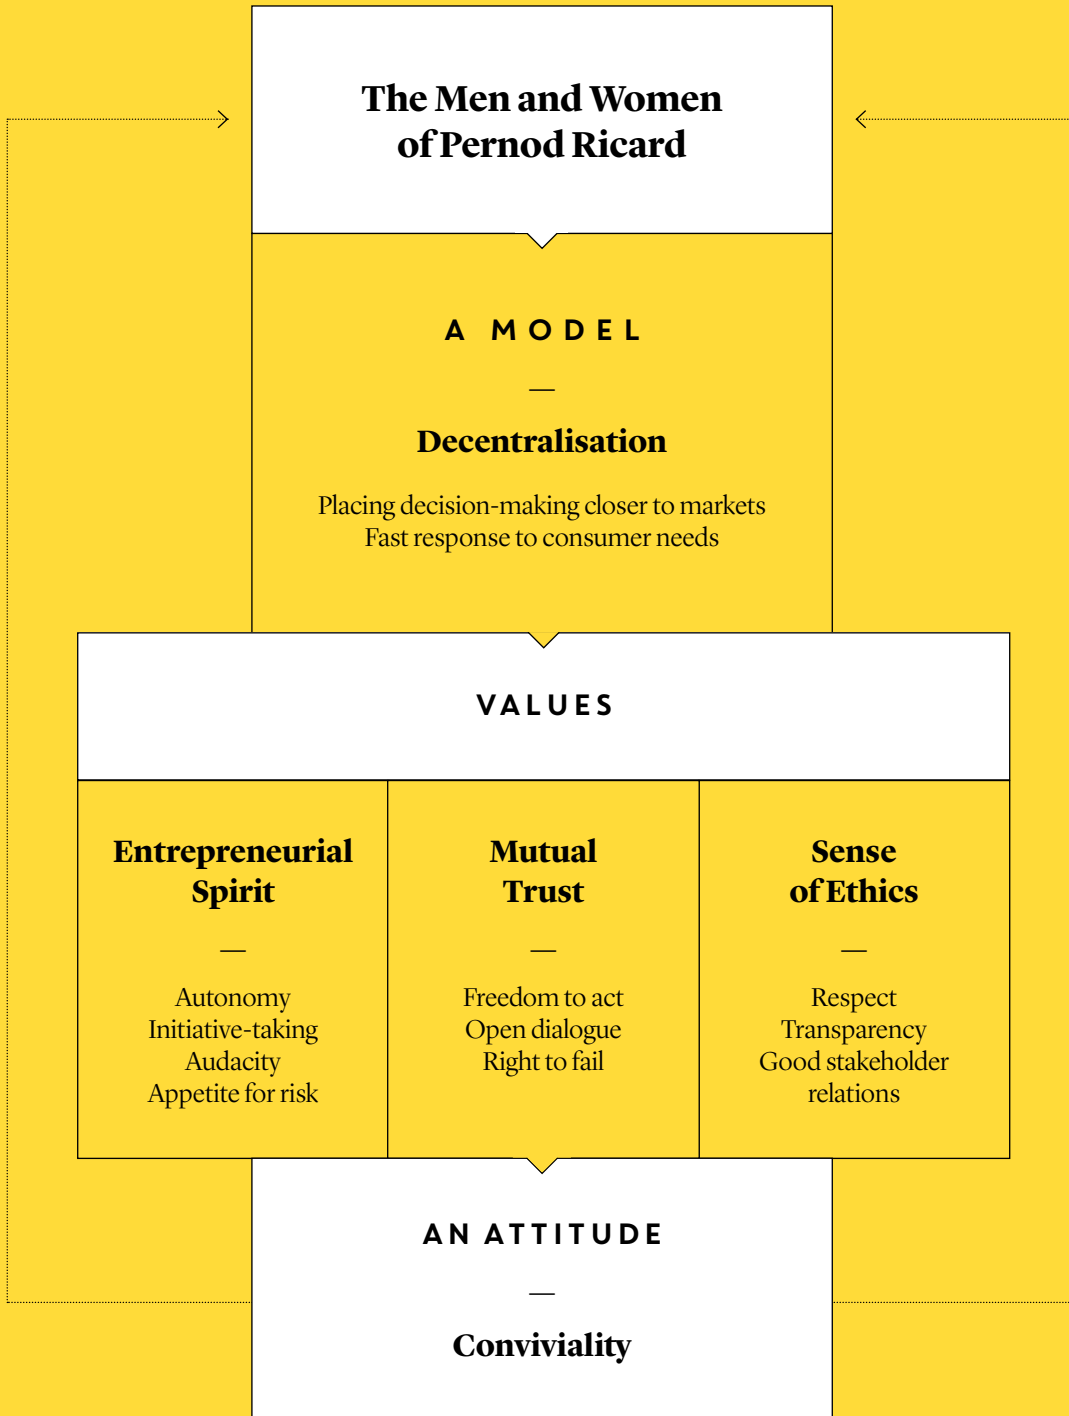 The Men and Women
of Pernod Ricard
A MODEL
—
Decentralisation
Placing decision-making closer to markets
Fast response to consumer needs
VALUES
Entrepreneurial
Spirit
—
Autonomy
Initiative-taking
Audacity
Appetite for risk
Mutual
Trust
—
Freedom to act
Open dialogue
Right to fail
Sense
of Ethics
—
Respect
Transparency
Good stakeholder
relations
AN ATTITUDE
—
Conviviality